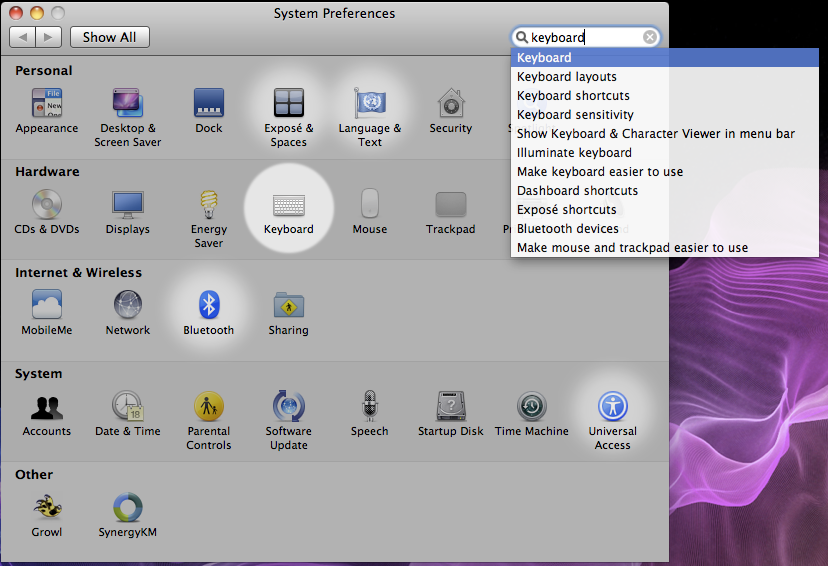 System Preferences
Show All
keyboard
Keyboard
Keyboard layouts
Keyboard shortcuts
Keyboard sensitivity
Show Keyboard & Character Viewer in menu bar
Illuminate keyboard
Make keyboard easier to use
Dashboard shortcuts
Exposé shortcuts
Bluetooth devices
Make mouse and trackpad easier to use
Personal
File
New
Appearance
Desktop &
Screen Saver
Dock
Exposé &
Spaces
Language &
Text
Security
Hardware
CDs & DVDs
Displays
Energy
Saver
Keyboard
Mouse
Trackpad
Internet & Wireless
MobileMe
Network
Bluetooth
Sharing
System
18
?
Accounts
Date & Time
Parental
Controls
Software
Update
Speech
Startup Disk
Time Machine
Universal
Access
Other
Growl
SynergyKM